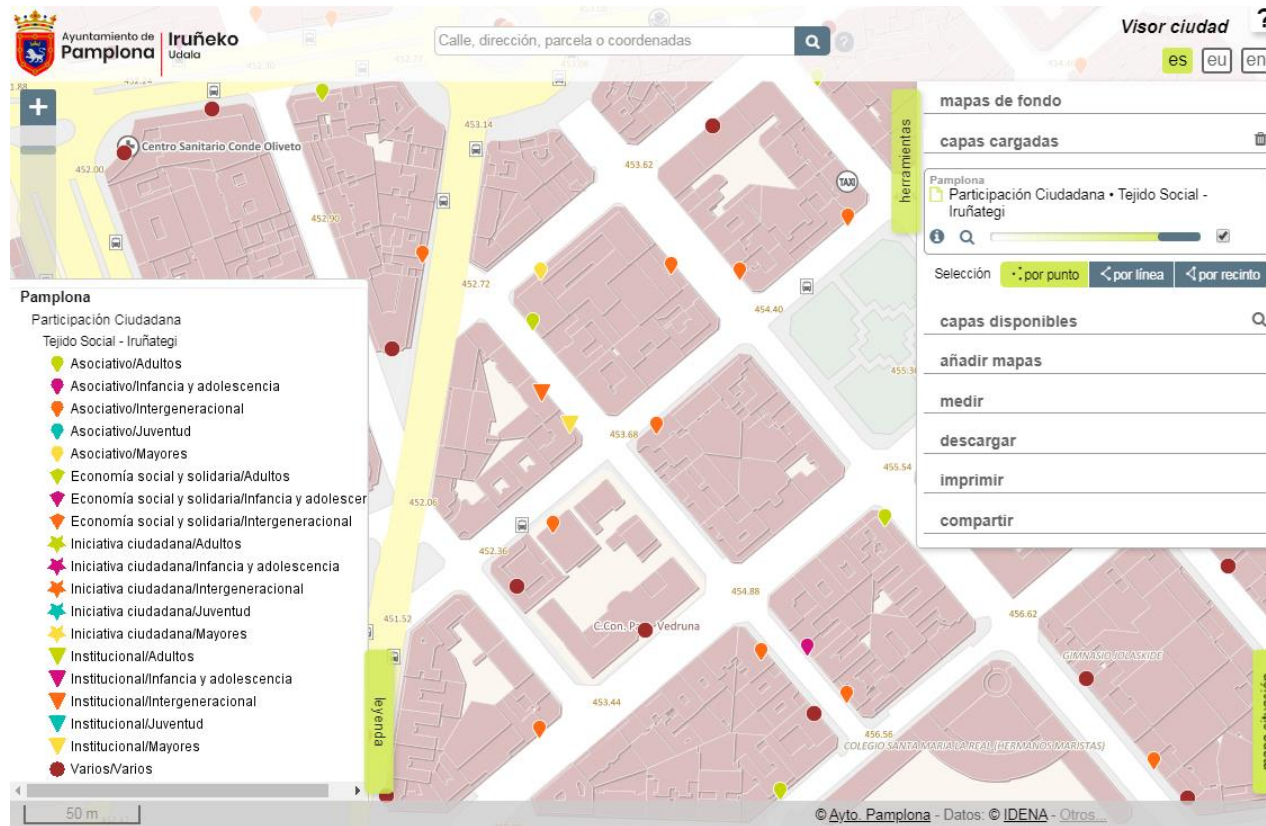 Ayuntamiento de
Pamplona
Iruñeko
Udala
Calle, dirección, parcela o coordenadas
?
Visor ciudad
?
es
eu
en
+
452.00
Centro Sanitario Conde Oliveto
453.14
453.62
TAXI
452.90
452.72
454.40
453.68
455.54
452.06
452.36
454.88
456.62
451.52
C.Con.
Vedruna
GIMNASIO JOLASKIDE
453.44
456.56
COLEGIO SANTA MARIA LA REAL (HERMANOS MARISTAS)
herramientas
mapas de fondo
capas cargadas
Pamplona
Participación Ciudadana • Tejido Social -
Iruñategi
Selección
por punto
por línea
por recinto
capas disponibles
añadir mapas
medir
descargar
imprimir
compartir
Pamplona
Participación Ciudadana
Tejido Social - Iruñategi
Asociativo/Adultos
Asociativo/Infancia y adolescencia
Asociativo/Intergeneracional
Asociativo/Juventud
Asociativo/Mayores
Economía social y solidaria/Adultos
Economía social y solidaria/Infancia y adolescer
Economía social y solidaria/Intergeneracional
Iniciativa ciudadana/Adultos
Iniciativa ciudadana/Infancia y adolescencia
Iniciativa ciudadana/Intergeneracional
Iniciativa ciudadana/Juventud
Iniciativa ciudadana/Mayores
Institucional/Adultos
Institucional/Infancia y adolescencia
Institucional/Intergeneracional
Institucional/Juventud
Institucional/Mayores
Varios/Varios
leyenda
50 m
© Ayto. Pamplona - Datos: © IDENA - Otros...